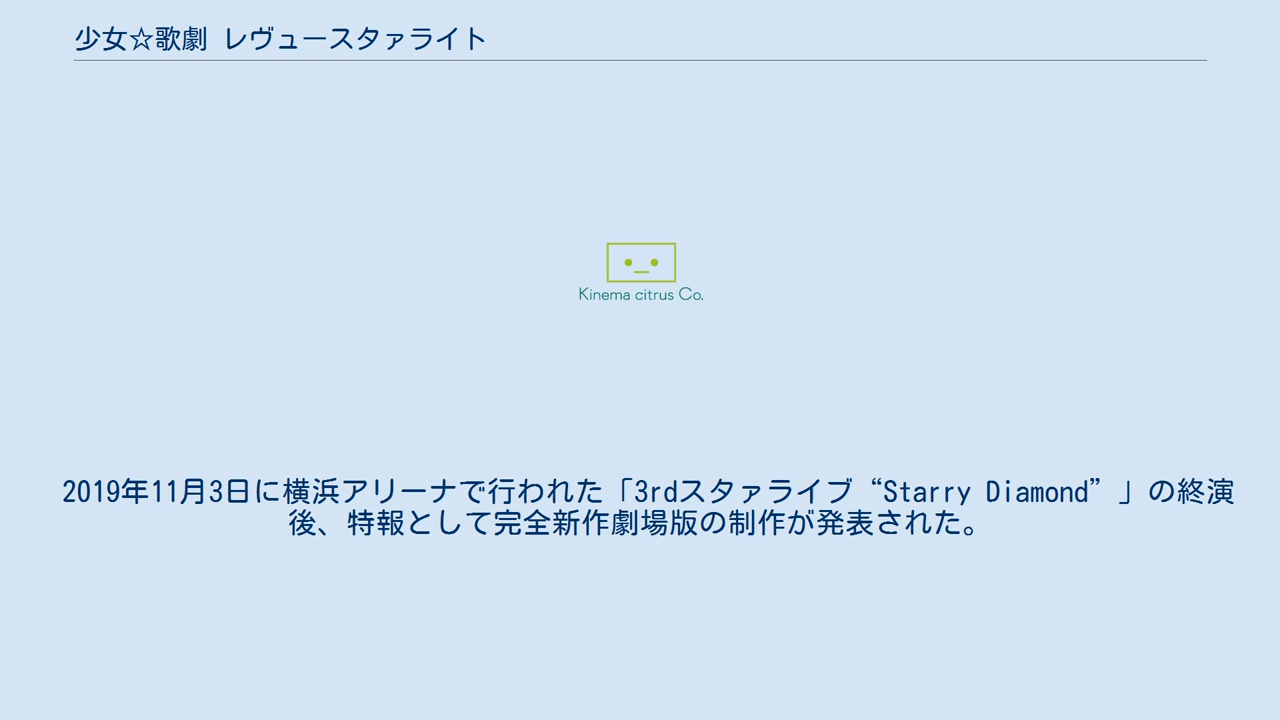 少女☆歌劇 レヴュースタァライト
Kinema citrus Co.
2019年11月3日に横浜アリーナで行われた「3rdスタァライブ“Starry Diamond”」の終演
後、特報として完全新作劇場版の制作が発表された。